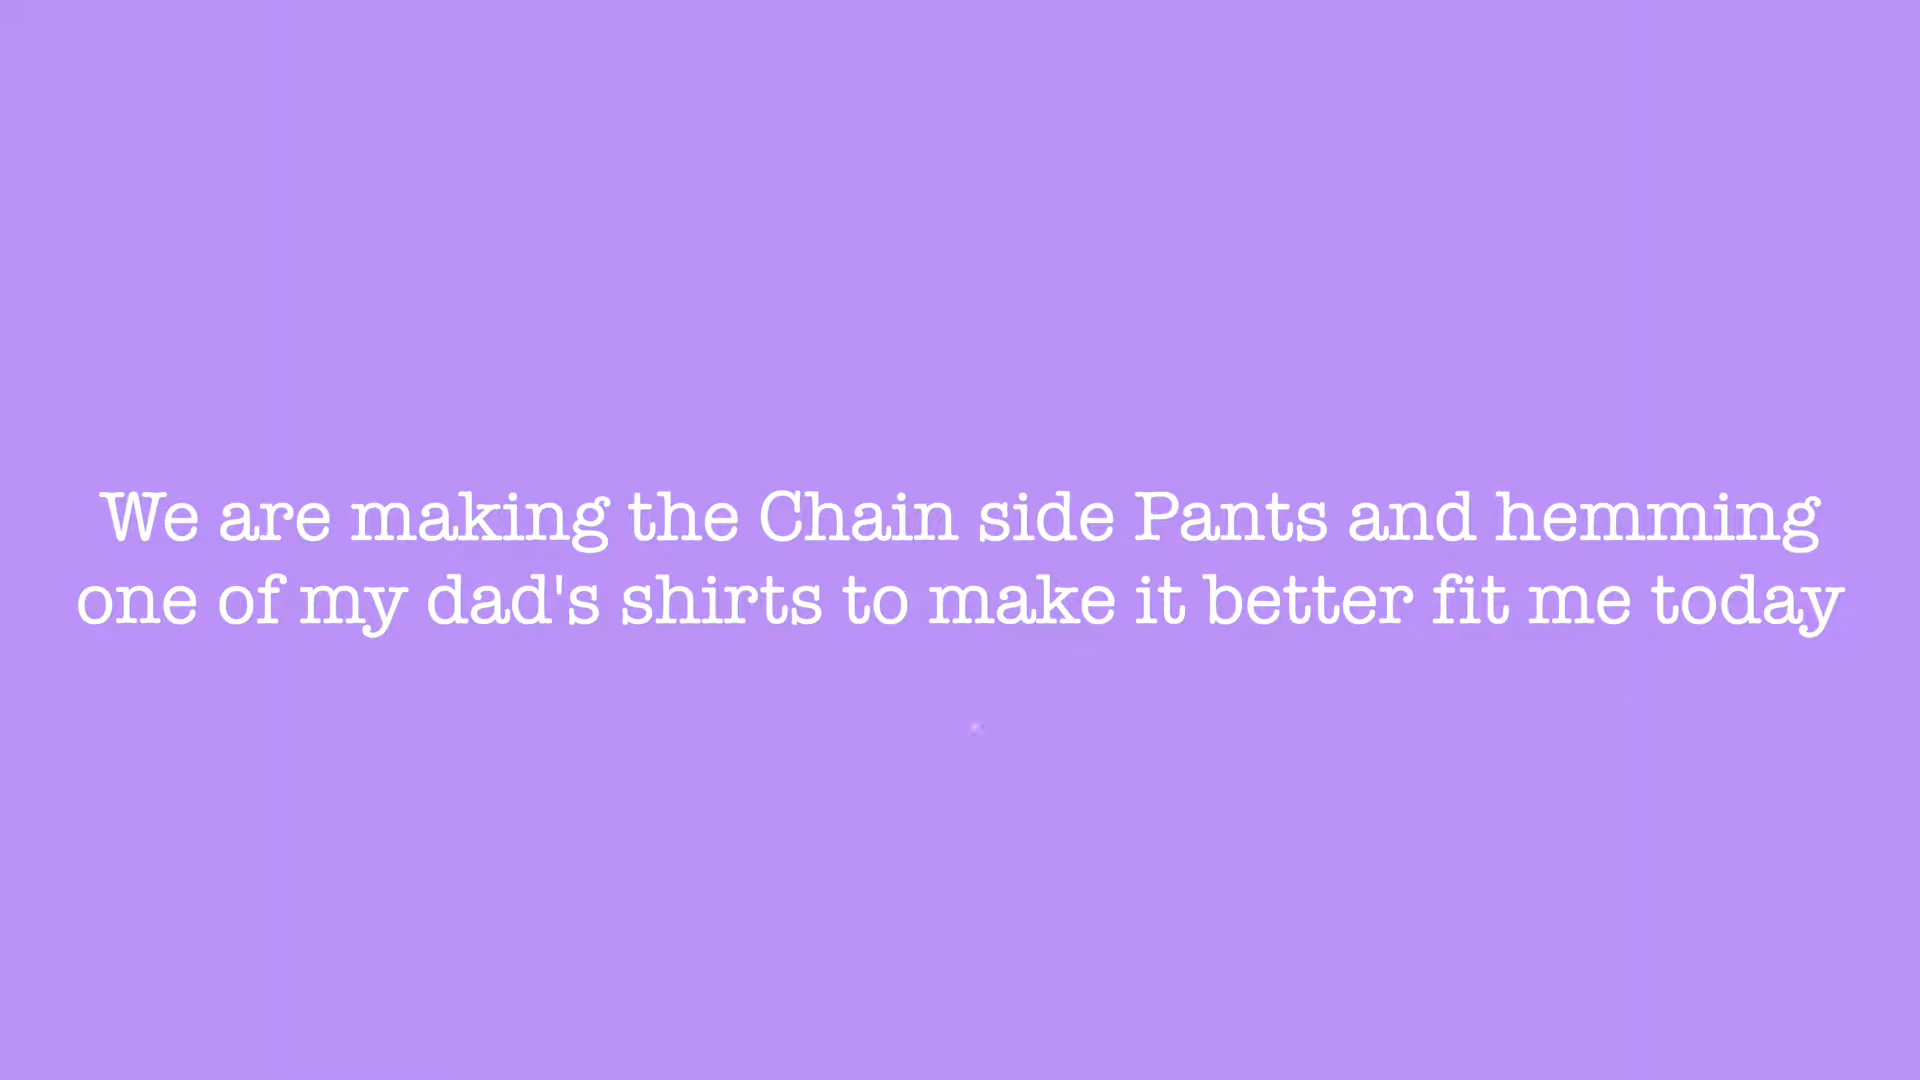 We are making the Chain side Pants and hemming
one of my dad's shirts to make it better fit me today